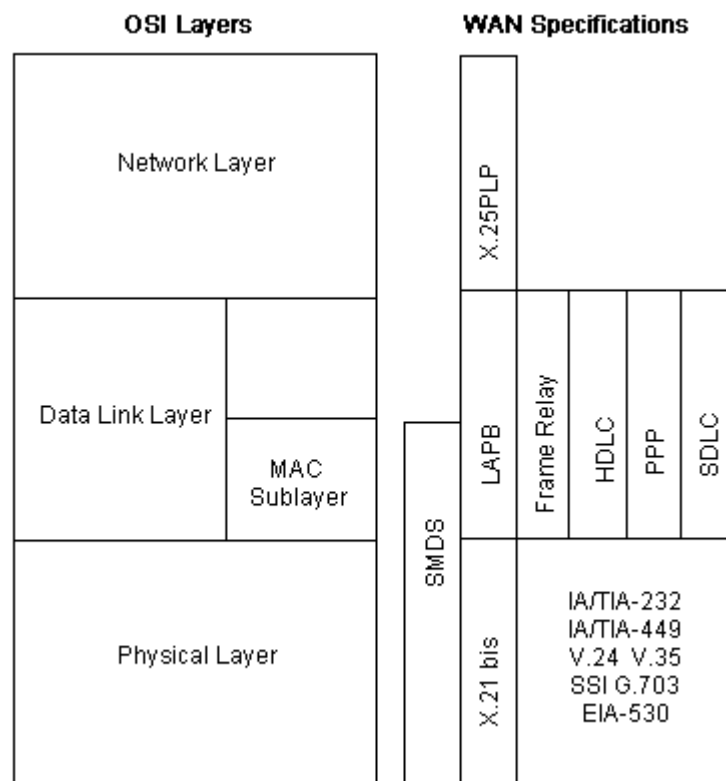 OSI Layers
WAN Specifications
Network Layer
X.25PLP
Data Link Layer
MAC
Sublayer
LAPB
Frame Relay
HDLC
PPP
SDLC
SMDS
Physical Layer
X.21 bis
IA/TIA-232
IA/TIA-449
V.24 V.35
SSI G.703
EIA-530